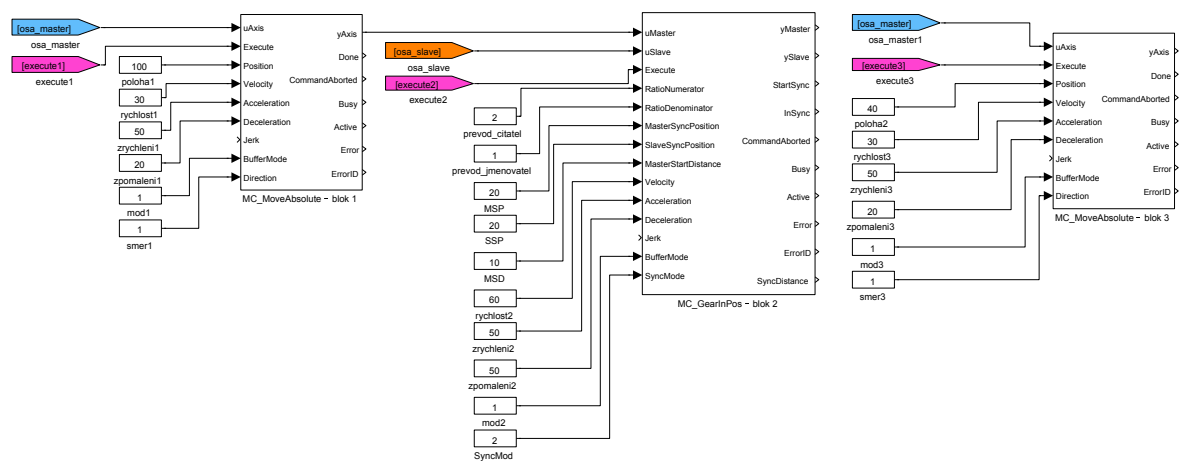 [osa_master]
osa_master
[execute1]
execute1
100
poloha1
30
rychlost1
50
zrychleni1
20
zpomaleni1
1
mod1
1
smer1
uAxis
Execute
Position
Velocity
Acceleration
Deceleration
Jerk
BufferMode
Direction
yAxis
Done
CommandAborted
Busy
Active
Error
ErrorID
MC_MoveAbsolute - blok 1
[osa_slave]
osa_slave
[execute2]
execute2
2
prevod_citatel
1
prevod_jmenovatel
20
MSP
20
SSP
10
MSD
60
rychlost2
50
zrychleni2
50
zpomaleni2
1
mod2
2
SyncMod
uMaster
uSlave
Execute
RatioNumerator
RatioDenominator
MasterSyncPosition
SlaveSyncPosition
MasterStartDistance
Velocity
Acceleration
Deceleration
Jerk
BufferMode
SyncMode
yMaster
ySlave
StartSync
InSync
CommandAborted
Busy
Active
Error
ErrorID
SyncDistance
MC_GearInPos - blok 2
[osa_master]
osa_master1
[execute3]
execute3
40
poloha2
30
rychlost3
50
zrychleni3
20
zpomaleni3
1
mod3
1
smer3
uAxis
Execute
Position
Velocity
Acceleration
Deceleration
Jerk
BufferMode
Direction
yAxis
Done
CommandAborted
Busy
Active
Error
ErrorID
MC_MoveAbsolute - blok 3